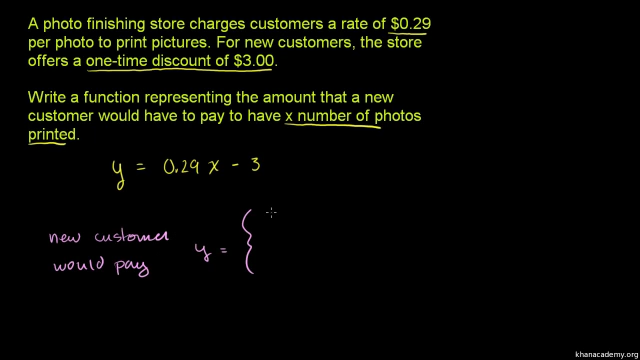 A photo finishing store charges customers a rate of $0.29
per photo to print pictures. For new customers, the store
offers a one-time discount of $3.00.
Write a function representing the amount that a new
customer would have to pay to have x number of photos
printed.
y = 0.29 x - 3
new customer
would pay y = {
khanacademy.org